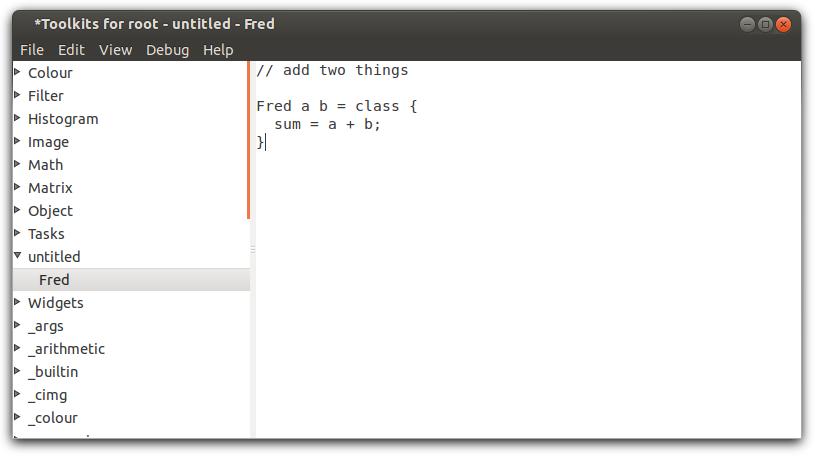 *Toolkits for root - untitled - Fred
File Edit View Debug Help
Colour
Filter
Histogram
Image
Math
Matrix
Object
Tasks
untitled
Fred
Widgets
_args
_arithmetic
_builtin
_cimg
_colour
// add two things
Fred a b = class {
  sum = a + b;
}